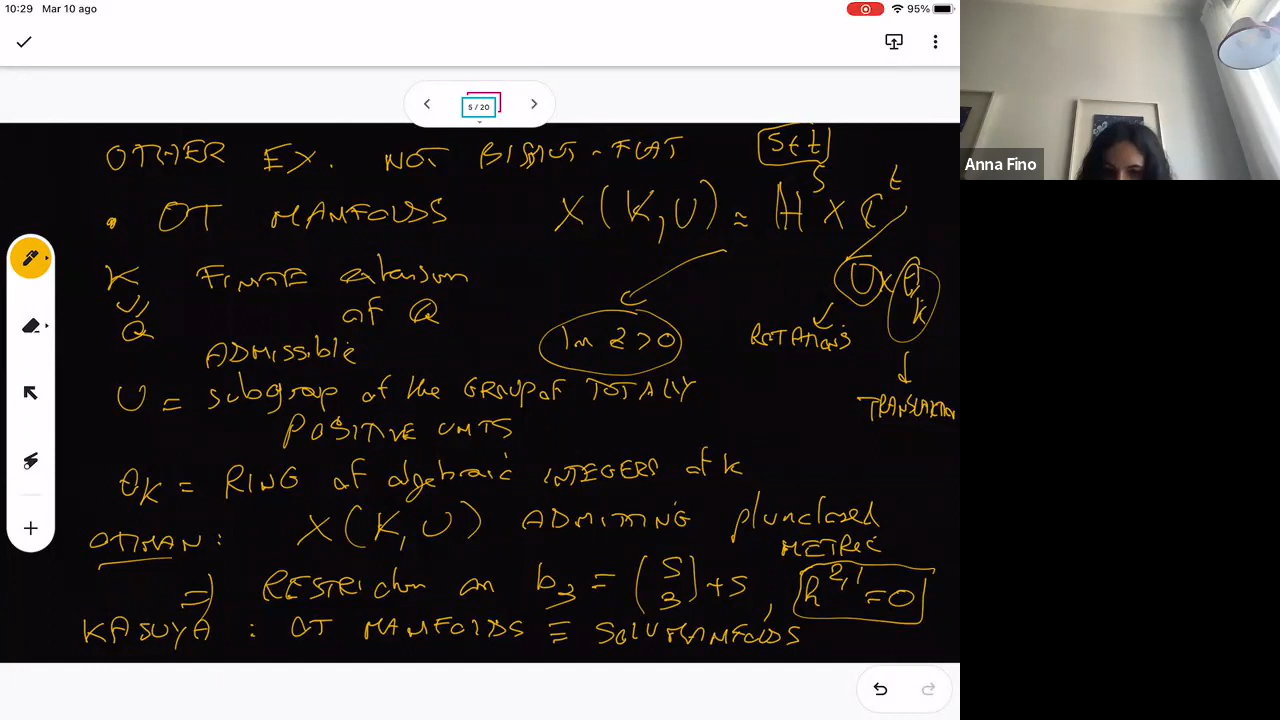 10:29 Mar 10 ago
95%
5 / 20
Anna Fino
OTHER EX. NOT BISMUT-FLAT s ≤ t
• OT MANIFOLDS X(K,U) ≈ H^s × C^t
K FINITE extension U × O_K
∪/
Q of Q Im z > 0 ROTATIONS
ADMISSIBLE
TRANSLATION
U = subgroup of the GROUP OF TOTALLY
POSITIVE UNITS
O_K = RING of algebraic INTEGERS of K
OTIMAN: X(K,U) ADMITTING pluriclosed
METRIC
=> RESTRICTION on b_3 = (s 3) + s, h^{2,1} = 0
KASUYA : OT MANIFOLDS ≡ SOLVMANIFOLDS